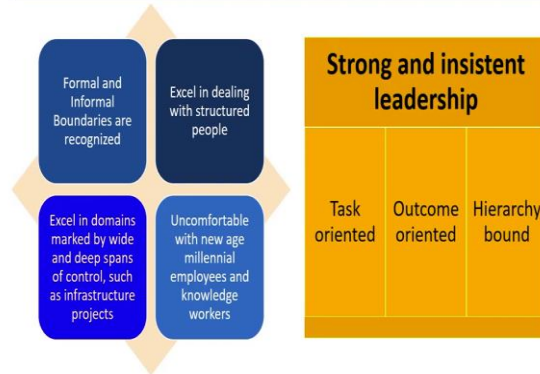 Formal and
Informal
Boundaries are
recognized
Excel in dealing
with structured
people
Excel in domains
marked by wide
and deep spans
of control, such
as infrastructure
projects
Uncomfortable
with new age
millennial
employees and
knowledge
workers
Strong and insistent
leadership
Task
oriented
Outcome
oriented
Hierarchy
bound